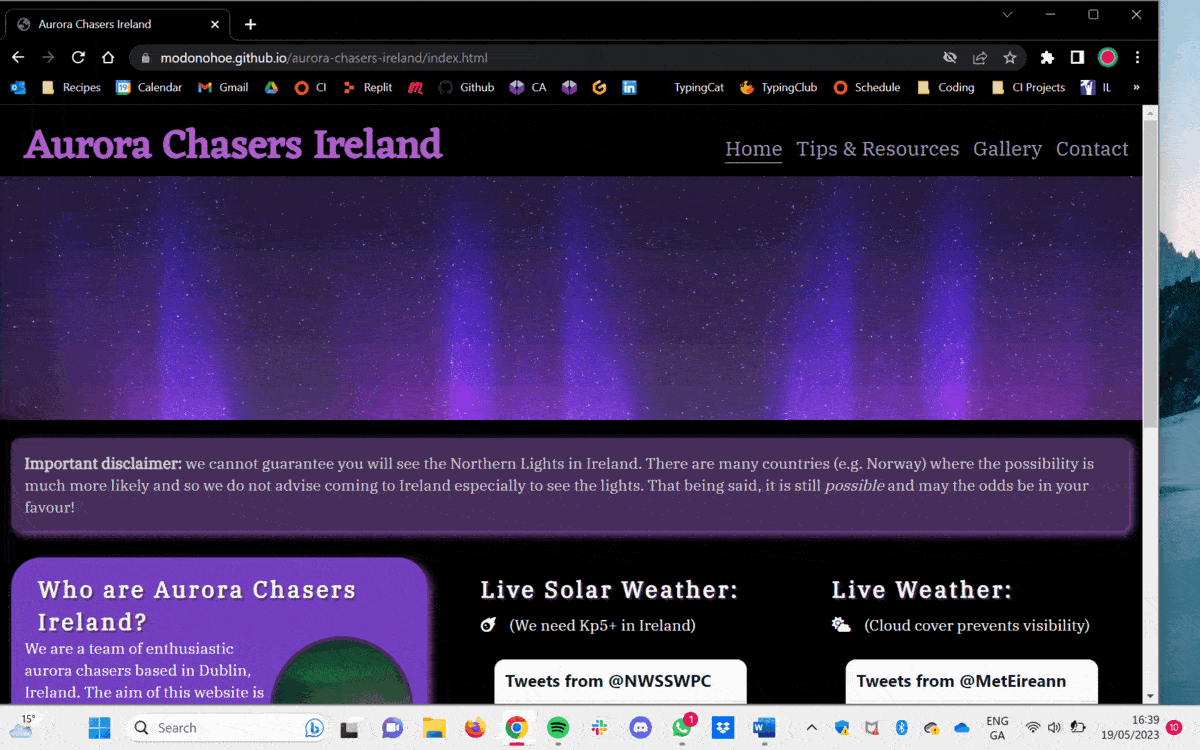 Aurora Chasers Ireland
modonohoe.github.io/aurora-chasers-ireland/index.html
Recipes 19 Calendar Gmail CI Replit Github CA TypingCat TypingClub Schedule Coding CI Projects IL »
Aurora Chasers Ireland
Home Tips & Resources Gallery Contact
Important disclaimer: we cannot guarantee you will see the Northern Lights in Ireland. There are many countries (e.g. Norway) where the possibility is
much more likely and so we do not advise coming to Ireland especially to see the lights. That being said, it is still possible and may the odds be in your
favour!
Who are Aurora Chasers
Ireland?
We are a team of enthusiastic
aurora chasers based in Dublin,
Ireland. The aim of this website is
Live Solar Weather:
(We need Kp5+ in Ireland)
Tweets from @NWSSWPC
Live Weather:
(Cloud cover prevents visibility)
Tweets from @MetEireann
15°
Search
1
ENG
GA
16:39
19/05/2023
10